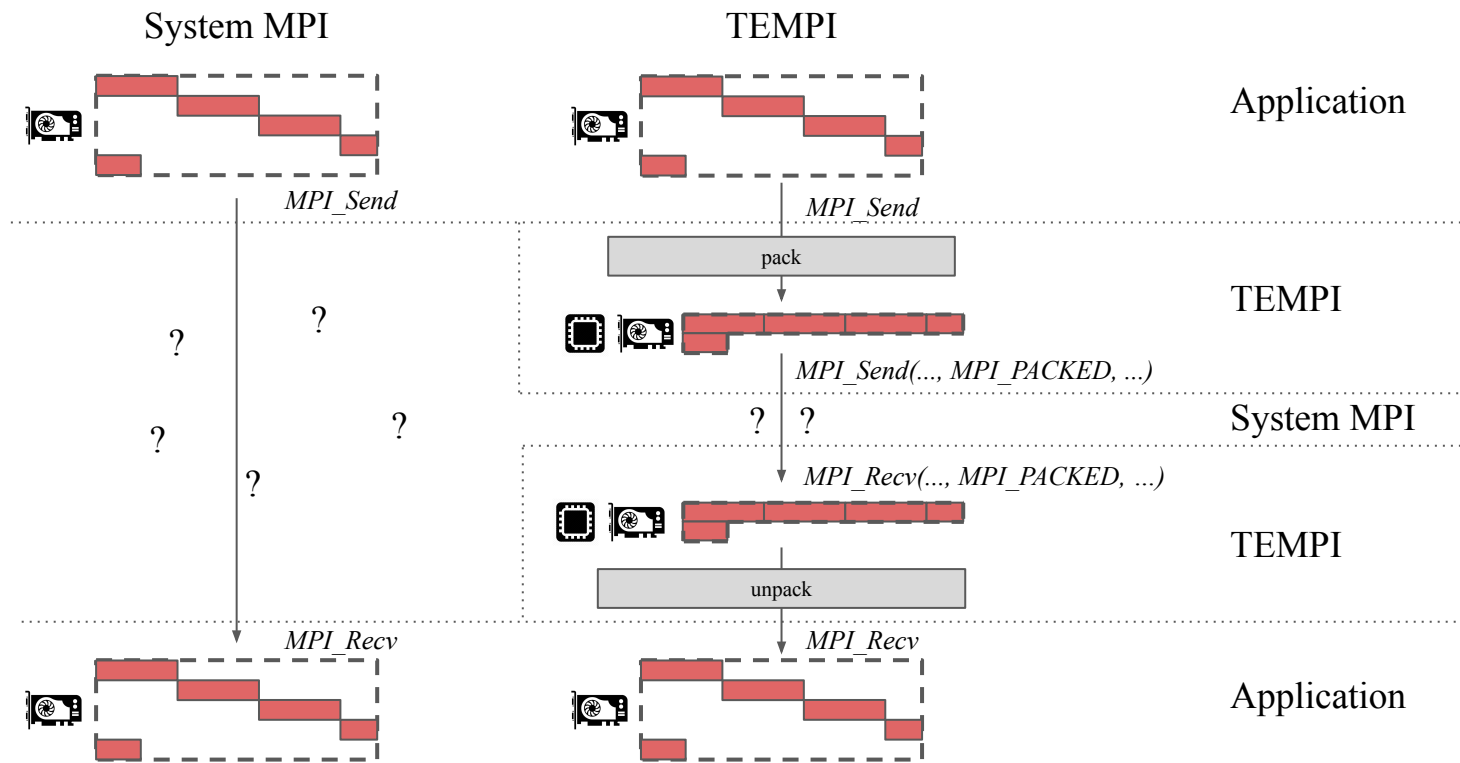 System MPI
TEMPI
Application
MPI_Send
MPI_Send
pack
TEMPI
?
?
MPI_Send(..., MPI_PACKED, ...)
?
?
?
?
System MPI
?
?
MPI_Recv(..., MPI_PACKED, ...)
TEMPI
unpack
MPI_Recv
MPI_Recv
Application